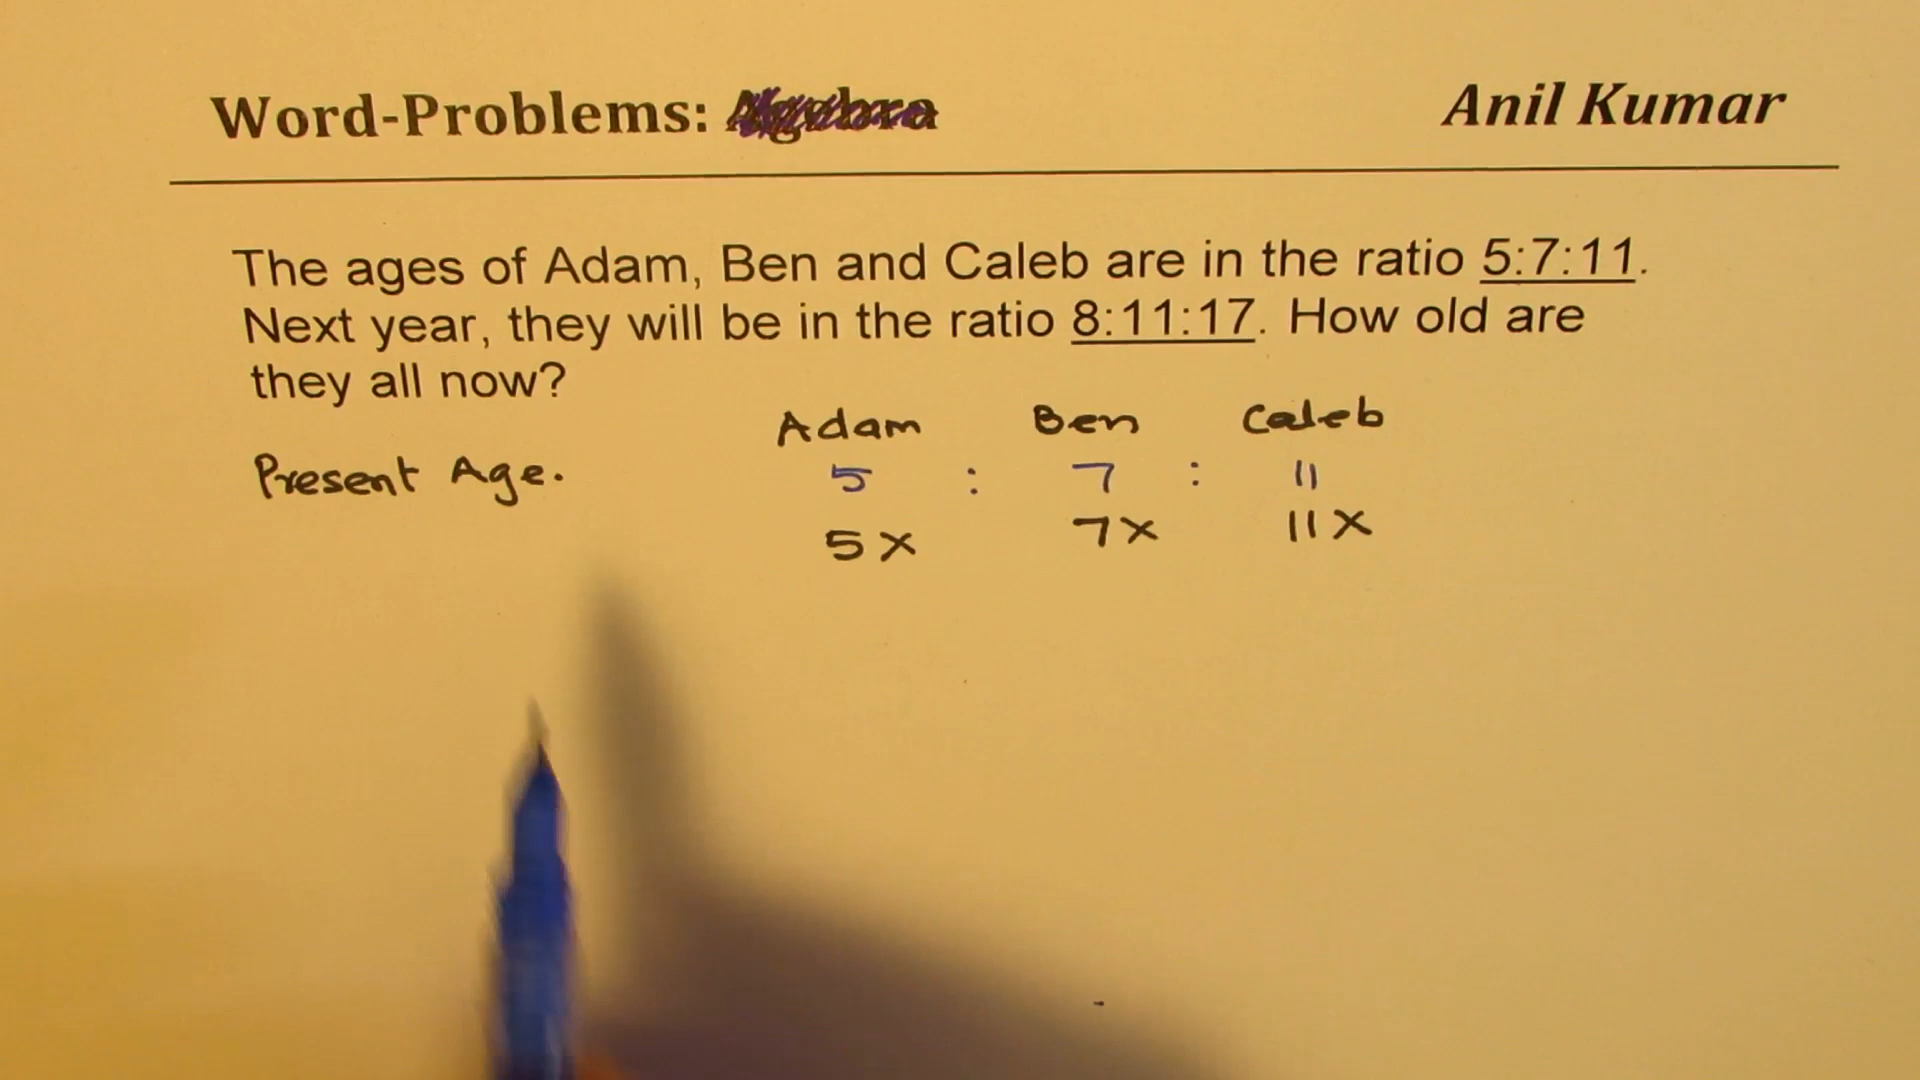 Word-Problems:
Anil Kumar
The ages of Adam, Ben and Caleb are in the ratio 5:7:11.
Next year, they will be in the ratio 8:11:17. How old are
they all now?
Adam Ben Caleb
Present Age. 5 : 7 : 11
5x 7x 11x